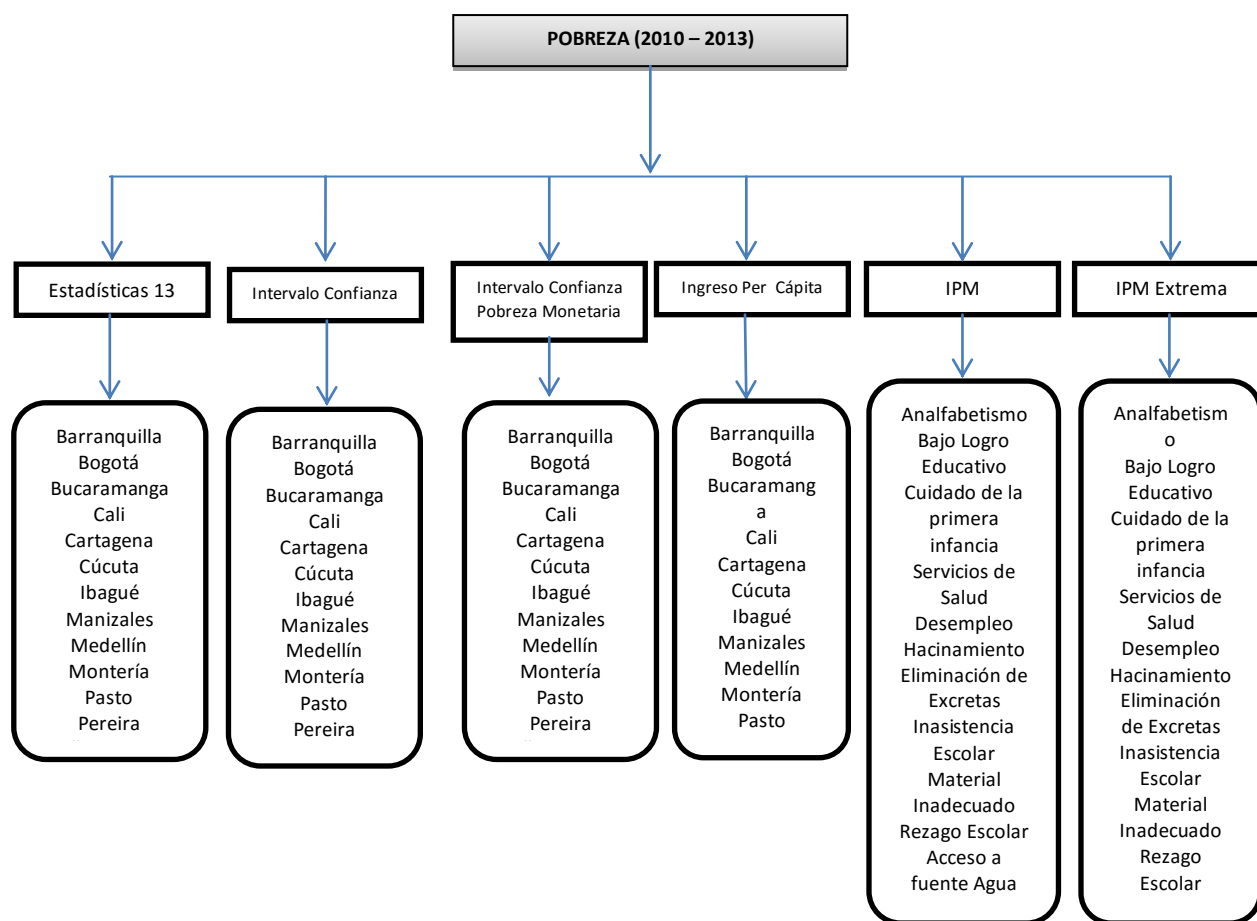 POBREZA (2010 – 2013)
Estadísticas 13
Intervalo Confianza
Intervalo Confianza
Pobreza Monetaria
Ingreso Per Cápita
IPM
IPM Extrema
Barranquilla
Bogotá
Bucaramanga
Cali
Cartagena
Cúcuta
Ibagué
Manizales
Medellín
Montería
Pasto
Pereira
Barranquilla
Bogotá
Bucaramanga
Cali
Cartagena
Cúcuta
Ibagué
Manizales
Medellín
Montería
Pasto
Pereira
Barranquilla
Bogotá
Bucaramanga
Cali
Cartagena
Cúcuta
Ibagué
Manizales
Medellín
Montería
Pasto
Pereira
Barranquilla
Bogotá
Bucaramang
a
Cali
Cartagena
Cúcuta
Ibagué
Manizales
Medellín
Montería
Pasto
Analfabetismo
Bajo Logro
Educativo
Cuidado de la
primera
infancia
Servicios de
Salud
Desempleo
Hacinamiento
Eliminación de
Excretas
Inasistencia
Escolar
Material
Inadecuado
Rezago Escolar
Acceso a
fuente Agua
Analfabetism
o
Bajo Logro
Educativo
Cuidado de la
primera
infancia
Servicios de
Salud
Desempleo
Hacinamiento
Eliminación
de Excretas
Inasistencia
Escolar
Material
Inadecuado
Rezago
Escolar